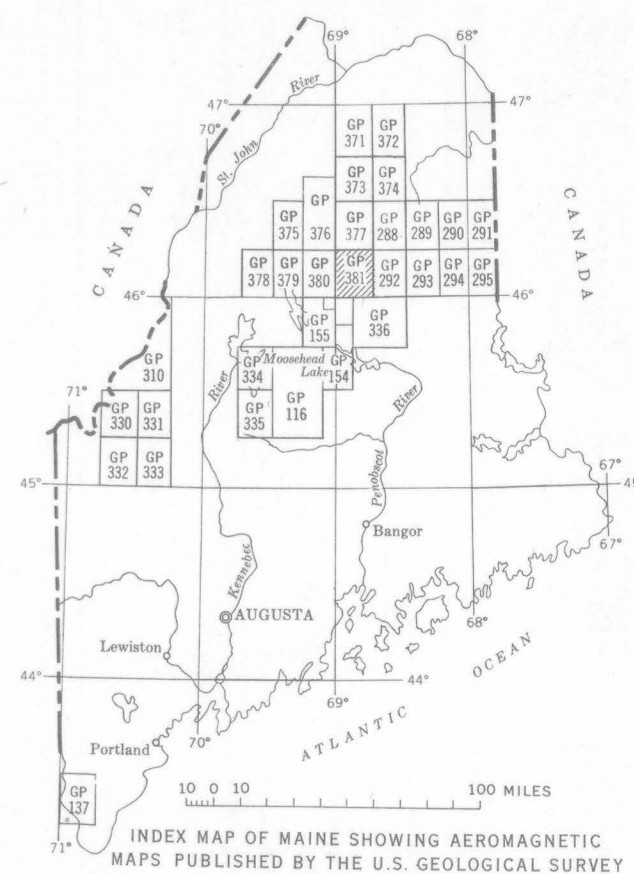 69° 68°
River
47° 47°
70°
St. John
GP 371 GP 372
GP 373 GP 374
CANADA
CANADA
GP 375 GP 376 GP 377 GP 288 GP 289 GP 290 GP 291
GP 378 GP 379 GP 380 GP 381 GP 292 GP 293 GP 294 GP 295
46° 46°
GP 155 GP 336
GP 310
GP 334 Moosehead Lake GP 154
River
River
71°
GP 330 GP 331
GP 335 GP 116
GP 332 GP 333
Penobscot
67°
45° 45
Bangor
67°
Kennebec
AUGUSTA
68°
Lewiston
OCEAN
44° 44°
69°
ATLANTIC
70°
Portland
GP 137
10 0 10 100 MILES
71°
INDEX MAP OF MAINE SHOWING AEROMAGNETIC
MAPS PUBLISHED BY THE U.S. GEOLOGICAL SURVEY